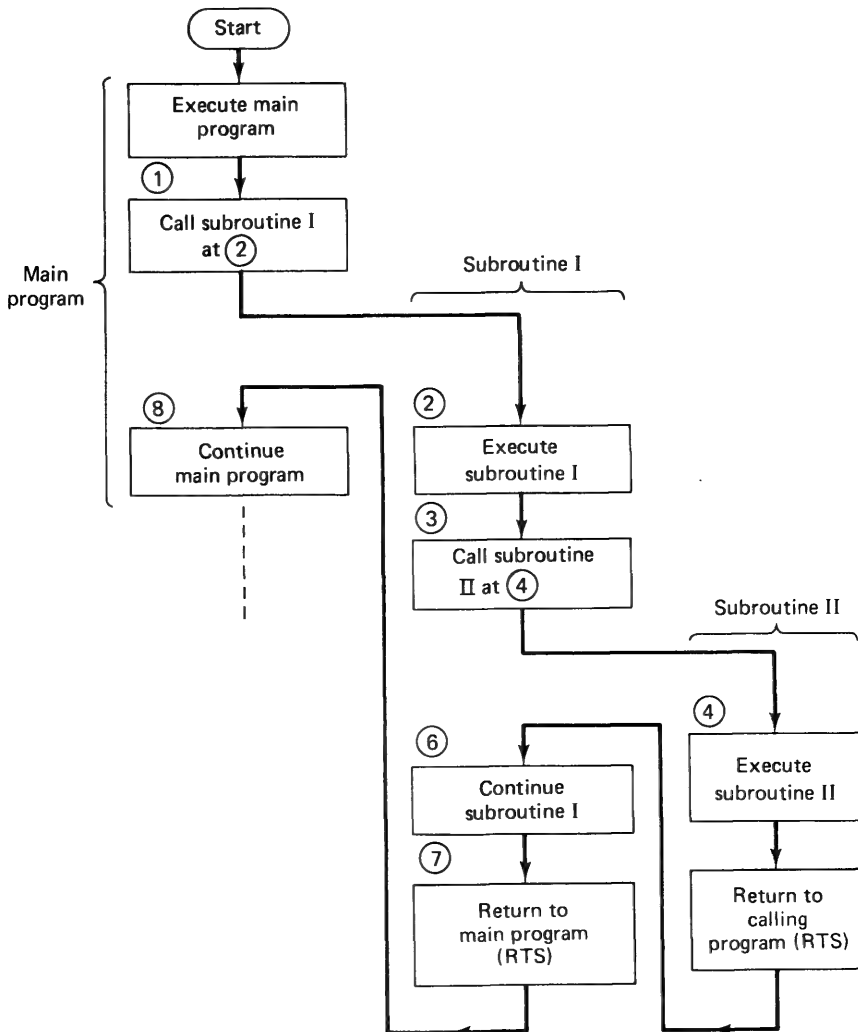 Start
Execute main
program
①
Call subroutine I
at ②
Main
program
Subroutine I
⑧
Continue
main program
②
Execute
subroutine I
③
Call subroutine
II at ④
Subroutine II
④
Execute
subroutine II
⑥
Continue
subroutine I
⑦
Return to
main program
(RTS)
Return to
calling
program (RTS)